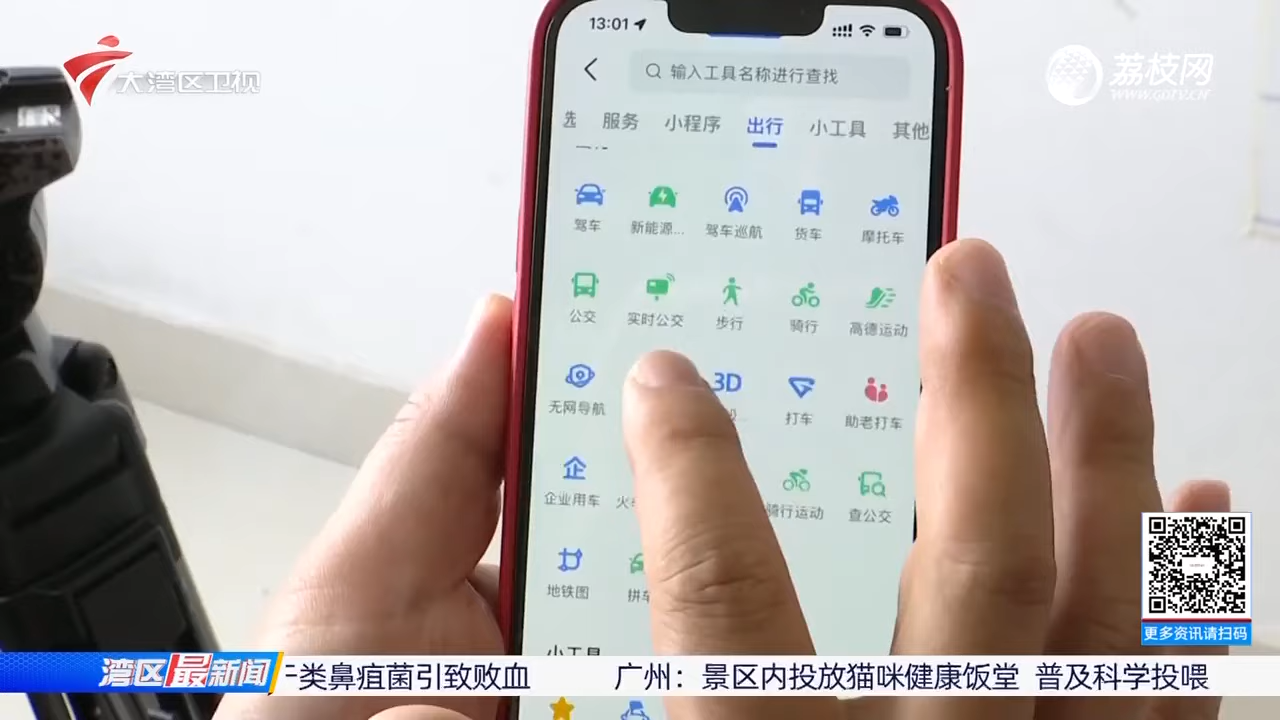 13:01
大湾区卫视
荔枝网
www.gdtv.cn
输入工具名称进行查找
选 服务 小程序 出行 小工具 其他
驾车 新能源... 驾车巡航 货车 摩托车
公交 实时公交 步行 骑行 高德运动
3D
无网导航 打车 助老打车
企业用车 火 骑行运动 查公交
地铁图 拼车
小工具
更多资讯请扫码
湾区最新闻 类鼻疽菌引致败血 广州：景区内投放猫咪健康饭堂 普及科学投喂